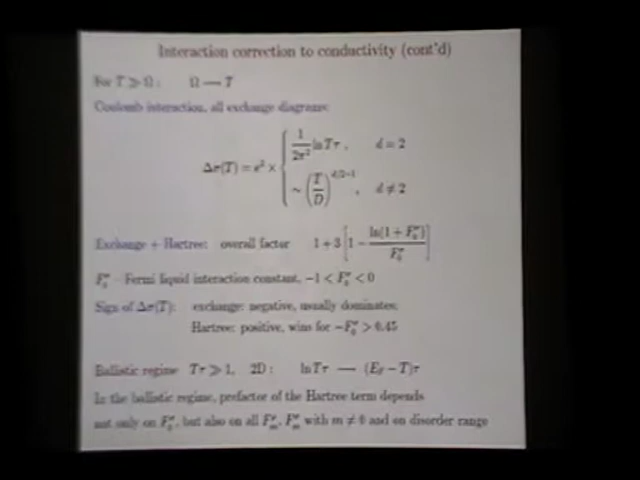 Interaction correction to conductivity (cont'd)
For T ≫ Ω : Ω — T
Coulomb interaction, all exchange diagrams:
Δσ(T) = e² × { 1/2π² ln Tτ , d = 2
~ (T/D)^{d/2−1} , d ≠ 2
Exchange + Hartree: overall factor 1 + 3 [1 − ln(1 + F₀^σ)/F₀^σ]
F₀^σ – Fermi liquid interaction constant, −1 < F₀^σ < 0
Sign of Δσ(T): exchange: negative, usually dominates;
Hartree: positive, wins for −F₀^σ > 0.45
Ballistic regime Tτ ≫ 1, 2D : ln Tτ — (E_F − T)τ
In the ballistic regime, prefactor of the Hartree term depends
not only on F₀^σ, but also on all with m ≠ 0 and on disorder range